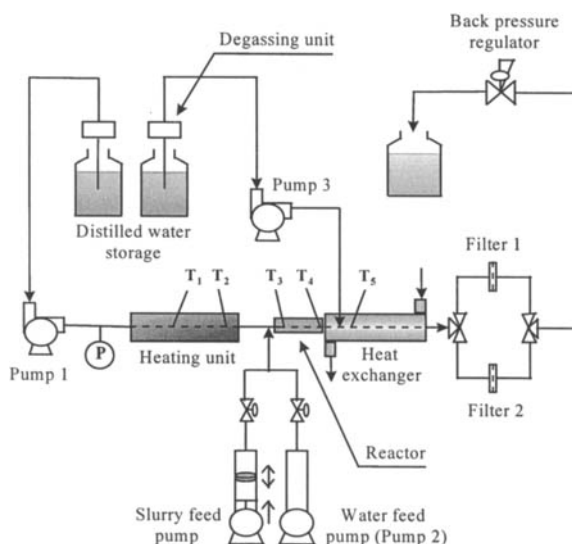 Degassing unit
Back pressure
regulator
Pump 3
Distilled water
storage
Filter 1
T1
T2
T3
T4
T5
P
Pump 1
Heating unit
Heat
exchanger
Filter 2
Reactor
Slurry feed
pump
Water feed
pump (Pump 2)